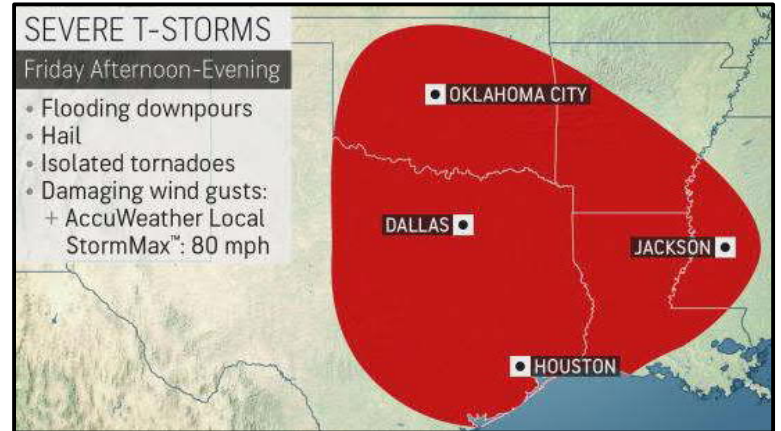 SEVERE T-STORMS
Friday Afternoon-Evening
• Flooding downpours
• Hail
• Isolated tornadoes
• Damaging wind gusts:
+ AccuWeather Local
StormMax™: 80 mph
OKLAHOMA CITY
DALLAS
JACKSON
HOUSTON